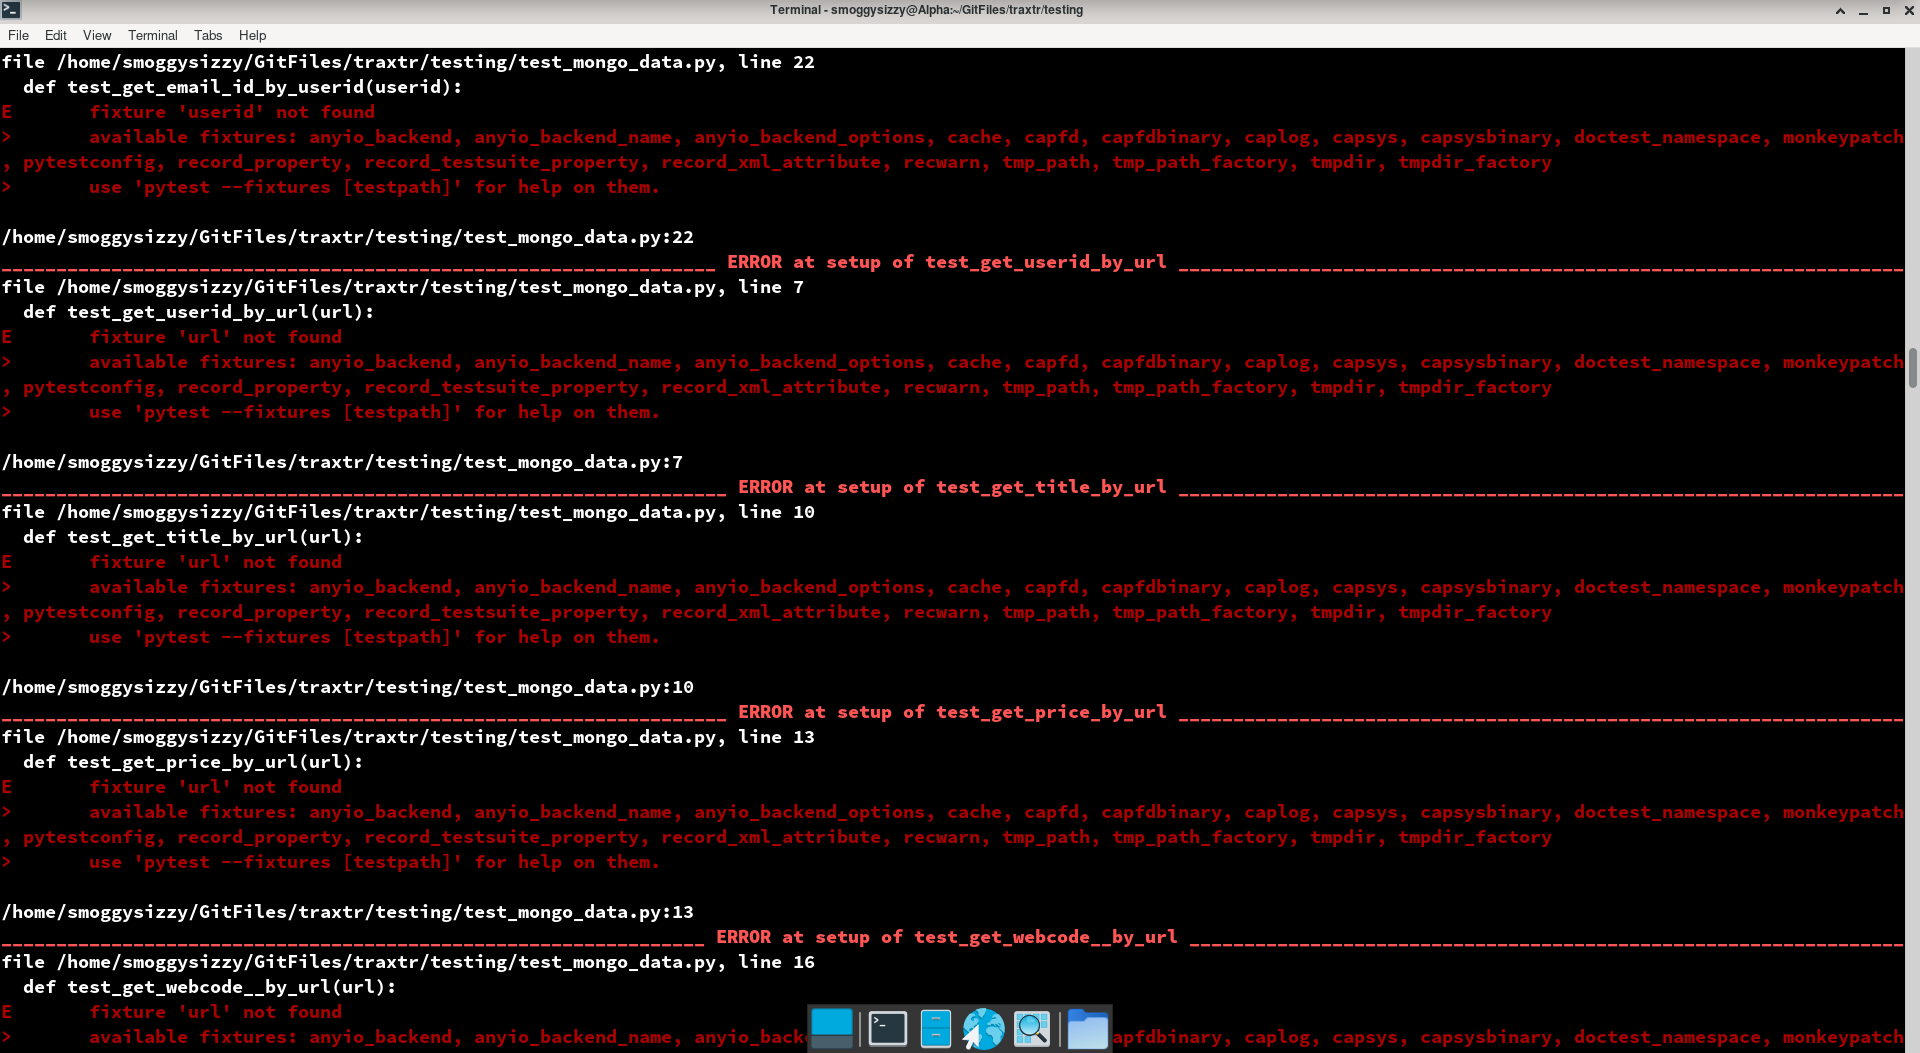 Terminal - smoggysizzy@Alpha:~/GitFiles/traxtr/testing
File Edit View Terminal Tabs Help
file /home/smoggysizzy/GitFiles/traxtr/testing/test_mongo_data.py, line 22
  def test_get_email_id_by_userid(userid):
E       fixture 'userid' not found
>       available fixtures: anyio_backend, anyio_backend_name, anyio_backend_options, cache, capfd, capfdbinary, caplog, capsys, capsysbinary, doctest_namespace, monkeypatch
, pytestconfig, record_property, record_testsuite_property, record_xml_attribute, recwarn, tmp_path, tmp_path_factory, tmpdir, tmpdir_factory
>       use 'pytest --fixtures [testpath]' for help on them.
/home/smoggysizzy/GitFiles/traxtr/testing/test_mongo_data.py:22
ERROR at setup of test_get_userid_by_url
file /home/smoggysizzy/GitFiles/traxtr/testing/test_mongo_data.py, line 7
  def test_get_userid_by_url(url):
E       fixture 'url' not found
>       available fixtures: anyio_backend, anyio_backend_name, anyio_backend_options, cache, capfd, capfdbinary, caplog, capsys, capsysbinary, doctest_namespace, monkeypatch
, pytestconfig, record_property, record_testsuite_property, record_xml_attribute, recwarn, tmp_path, tmp_path_factory, tmpdir, tmpdir_factory
>       use 'pytest --fixtures [testpath]' for help on them.
/home/smoggysizzy/GitFiles/traxtr/testing/test_mongo_data.py:7
ERROR at setup of test_get_title_by_url
file /home/smoggysizzy/GitFiles/traxtr/testing/test_mongo_data.py, line 10
  def test_get_title_by_url(url):
E       fixture 'url' not found
>       available fixtures: anyio_backend, anyio_backend_name, anyio_backend_options, cache, capfd, capfdbinary, caplog, capsys, capsysbinary, doctest_namespace, monkeypatch
, pytestconfig, record_property, record_testsuite_property, record_xml_attribute, recwarn, tmp_path, tmp_path_factory, tmpdir, tmpdir_factory
>       use 'pytest --fixtures [testpath]' for help on them.
/home/smoggysizzy/GitFiles/traxtr/testing/test_mongo_data.py:10
ERROR at setup of test_get_price_by_url
file /home/smoggysizzy/GitFiles/traxtr/testing/test_mongo_data.py, line 13
  def test_get_price_by_url(url):
E       fixture 'url' not found
>       available fixtures: anyio_backend, anyio_backend_name, anyio_backend_options, cache, capfd, capfdbinary, caplog, capsys, capsysbinary, doctest_namespace, monkeypatch
, pytestconfig, record_property, record_testsuite_property, record_xml_attribute, recwarn, tmp_path, tmp_path_factory, tmpdir, tmpdir_factory
>       use 'pytest --fixtures [testpath]' for help on them.
/home/smoggysizzy/GitFiles/traxtr/testing/test_mongo_data.py:13
ERROR at setup of test_get_webcode__by_url
file /home/smoggysizzy/GitFiles/traxtr/testing/test_mongo_data.py, line 16
  def test_get_webcode__by_url(url):
E       fixture 'url' not found
>       available fixtures: anyio_backend, anyio_backend_name, anyio_back apfdbinary, caplog, capsys, capsysbinary, doctest_namespace, monkeypatch